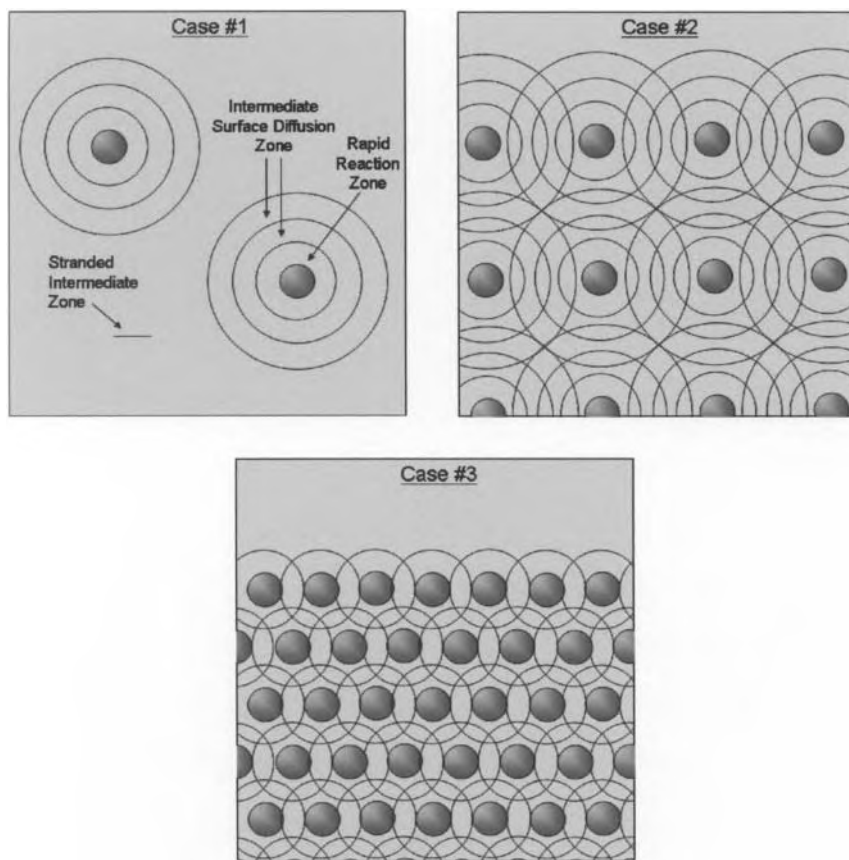 Case #1
Intermediate
Surface Diffusion
Zone
Rapid
Reaction
Zone
Stranded
Intermediate
Zone
Case #2
Case #3